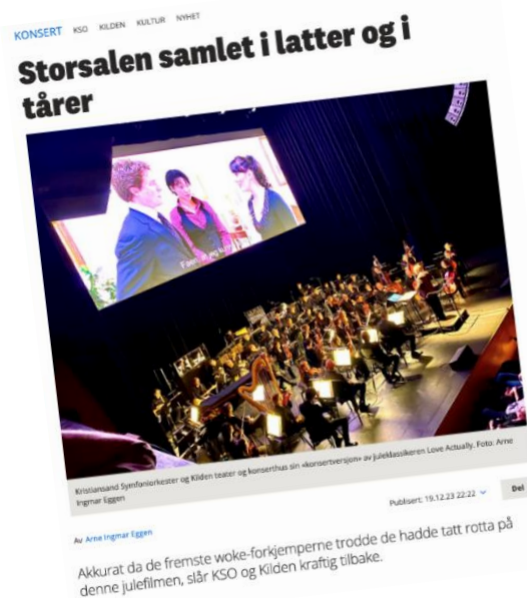 KONSERT KSO KILDEN KULTUR NYHET
Storsalen samlet i latter og i
tårer
Kristiansand Symfoniorkester og Kilden teater og konserthus sin «konsertversjon» av juleklassikeren Love Actually. Foto: Arne
Ingmar Eggen
Av Arne Ingmar Eggen
Publisert: 19.12.23 22:22
Del
Akkurat da de fremste woke-forkjemperne trodde de hadde tatt rotta på
denne julefilmen, slår KSO og Kilden kraftig tilbake.